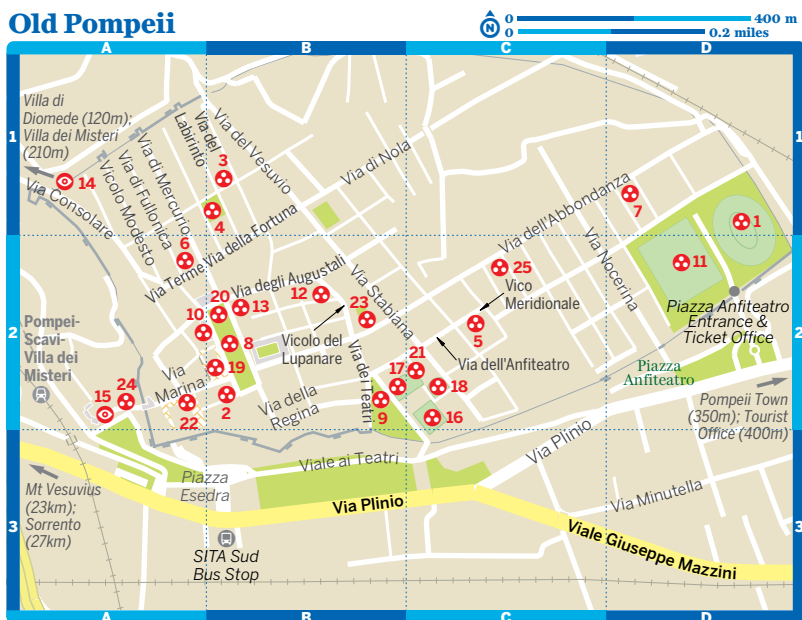 Old Pompeii
N
0 400 m
0 0.2 miles
A B C D
1
Villa di
Diomede (120m);
Villa dei Misteri
(210m)
14
Via Consolare
Vicolo Modesto
Via di Fullonica
Via di Mercurio
Via del
Labirinto
Via del Vesuvio
3
4
6
Via Terme
Via della Fortuna
Via di Nola
Via dell'Abbondanza
7
1
1
2
Via degli Augustali
20
13
12
23
10
8
19
Via Stabiana
25
Vico
Meridionale
5
Via Nocerina
11
Piazza Anfiteatro
Entrance &
Ticket Office
2
Pompei-
Scavi-
Villa dei
Misteri
Vicolo del
Lupanare
Via dell'Anfiteatro
Piazza
Anfiteatro
15
24
Via
Marina
22
2
Via della
Regina
Via dei Teatri
9
17
21
18
16
Pompeii Town
(350m); Tourist
Office (400m)
3
Mt Vesuvius
(23km);
Sorrento
(27km)
Piazza
Esedra
Viale ai Teatri
Via Plinio
Via Plinio
Via Minutella
Viale Giuseppe Mazzini
SITA Sud
Bus Stop
3
A B C D